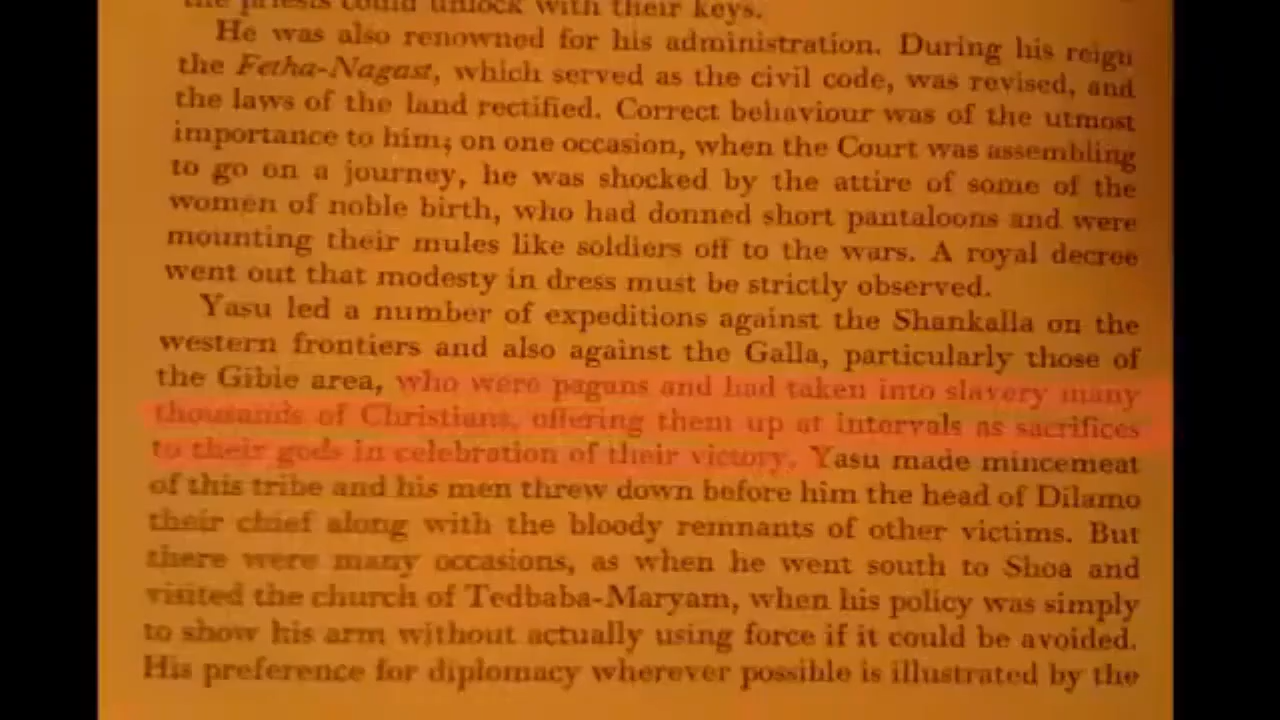 the priests could unlock with their keys.
He was also renowned for his administration. During his reign
the Fetha-Nagast, which served as the civil code, was revised, and
the laws of the land rectified. Correct behaviour was of the utmost
importance to him; on one occasion, when the Court was assembling
to go on a journey, he was shocked by the attire of some of the
women of noble birth, who had donned short pantaloons and were
mounting their mules like soldiers off to the wars. A royal decree
went out that modesty in dress must be strictly observed.
Yasu led a number of expeditions against the Shankalla on the
western frontiers and also against the Galla, particularly those of
the Gibie area, who were pagans and had taken into slavery many
thousands of Christians, offering them up at intervals as sacrifices
to their gods in celebration of their victory. Yasu made mincemeat
of this tribe and his men threw down before him the head of Dilamo
their chief along with the bloody remnants of other victims. But
there were many occasions, as when he went south to Shoa and
visited the church of Tedbaba-Maryam, when his policy was simply
to show his arm without actually using force if it could be avoided.
His preference for diplomacy wherever possible is illustrated by the